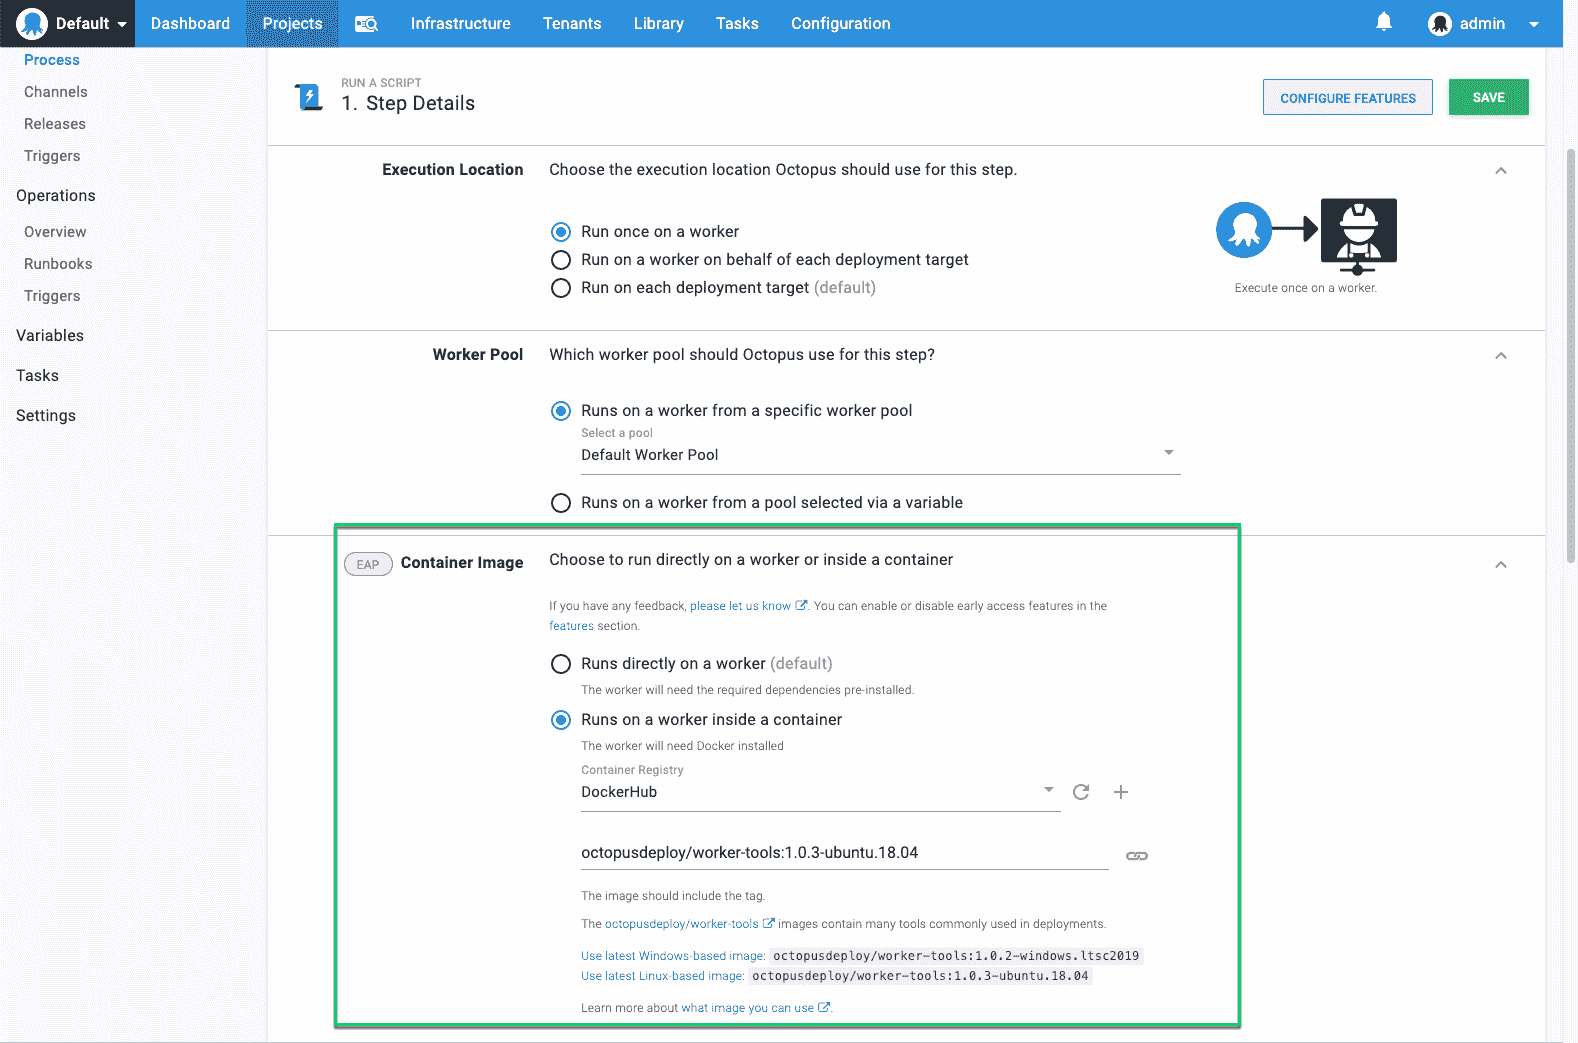 Default
Dashboard
Projects
Infrastructure
Tenants
Library
Tasks
Configuration
admin
Process
Channels
Releases
Triggers
Operations
Overview
Runbooks
Triggers
Variables
Tasks
Settings
RUN A SCRIPT
1. Step Details
CONFIGURE FEATURES
SAVE
Execution Location
Choose the execution location Octopus should use for this step.
Run once on a worker
Run on a worker on behalf of each deployment target
Run on each deployment target (default)
Execute once on a worker.
Worker Pool
Which worker pool should Octopus use for this step?
Runs on a worker from a specific worker pool
Select a pool
Default Worker Pool
Runs on a worker from a pool selected via a variable
EAP
Container Image
Choose to run directly on a worker or inside a container
If you have any feedback, please let us know. You can enable or disable early access features in the
features section.
Runs directly on a worker (default)
The worker will need the required dependencies pre-installed.
Runs on a worker inside a container
The worker will need Docker installed
Container Registry
DockerHub
octopusdeploy/worker-tools:1.0.3-ubuntu.18.04
The image should include the tag.
The octopusdeploy/worker-tools images contain many tools commonly used in deployments.
Use latest Windows-based image: octopusdeploy/worker-tools:1.0.2-windows.ltsc2019
Use latest Linux-based image: octopusdeploy/worker-tools:1.0.3-ubuntu.18.04
Learn more about what image you can use.